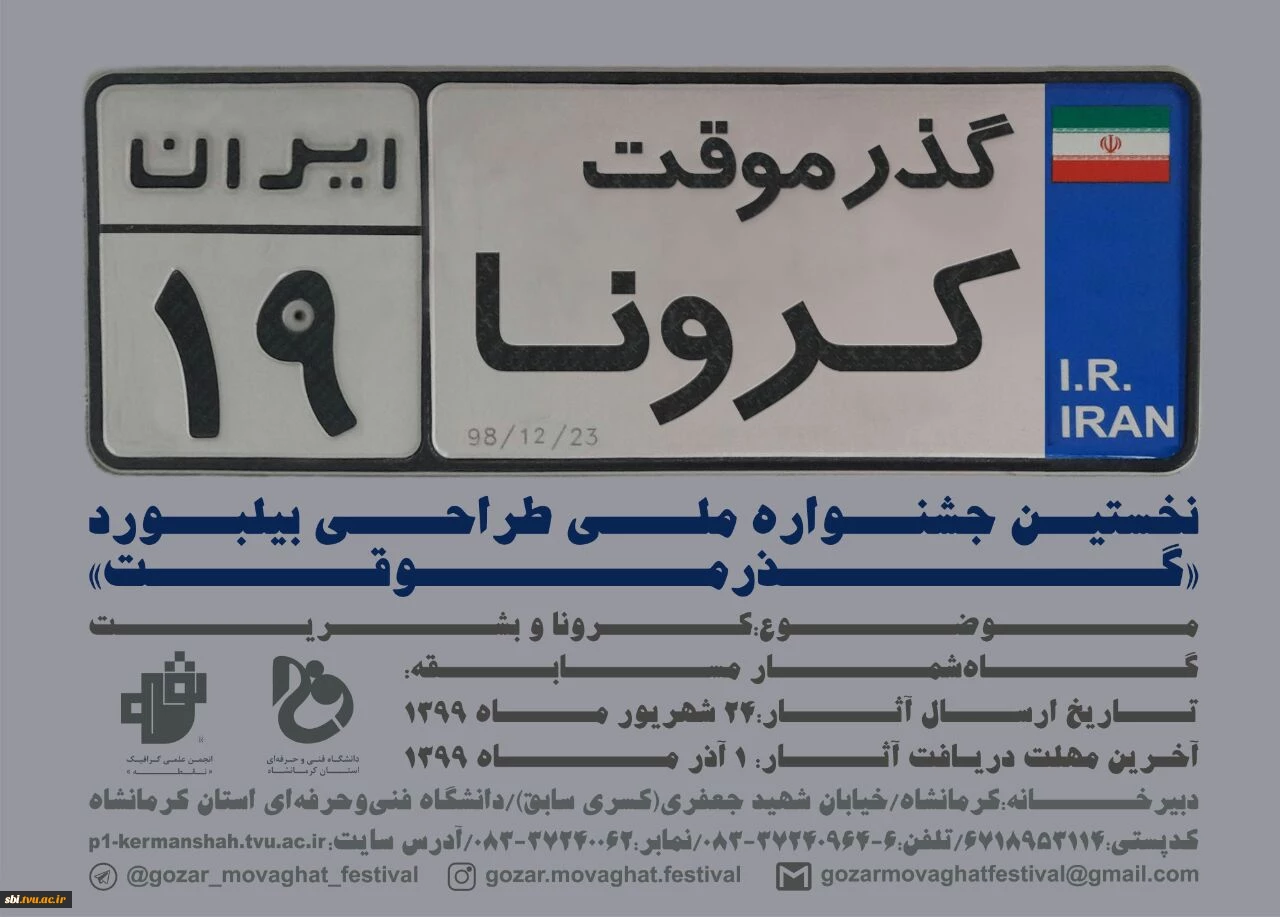 گذر موقت
کرونا
98/12/23
I.R.
IRAN
ایران
۱۹
نخستین جشنواره ملی طراحی بیلبورد
«گذر موقت»
موضوع:کرونا و بشریت
گاه‌شمار مسابقه:
تاریخ ارسال آثار:۲۴ شهریور ماه ۱۳۹۹
آخرین مهلت دریافت آثار: ۱ آذر ماه ۱۳۹۹
دانشگاه فنی و حرفه‌ای
استان کرمانشاه
انجمن علمی گرافیک
«نقطه»
دبیرخانه:کرمانشاه/خیابان شهید جعفری(کسری سابق)/دانشگاه فنی‌وحرفه‌ای استان کرمانشاه
کدپستی:۶۷۱۸۹۵۳۱۱۴/تلفن:۶-۳۷۲۴۰۹۶۴-۰۸۳/نمابر:۳۷۲۴۰۰۶۲-۰۸۳/آدرس سایت:p1-kermanshah.tvu.ac.ir
@gozar_movaghat_festival gozar.movaghat.festival gozarmovaghatfestival@gmail.com
sbi.tvu.ac.ir